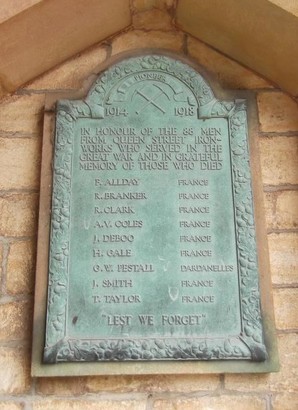 1914 1918
IN HONOUR OF THE 86 MEN
FROM QUEEN STREET IRON-
WORKS WHO SERVED IN THE
GREAT WAR AND IN GRATEFUL
MEMORY OF THOSE WHO DIED
F. ALLDAY FRANCE
R. BRANKER FRANCE
R. CLARK FRANCE
A.V. COLES FRANCE
J. DEBOO FRANCE
H. GALE FRANCE
G.W. PESTALL DARDANELLES
J. SMITH FRANCE
T. TAYLOR FRANCE
"LEST WE FORGET"